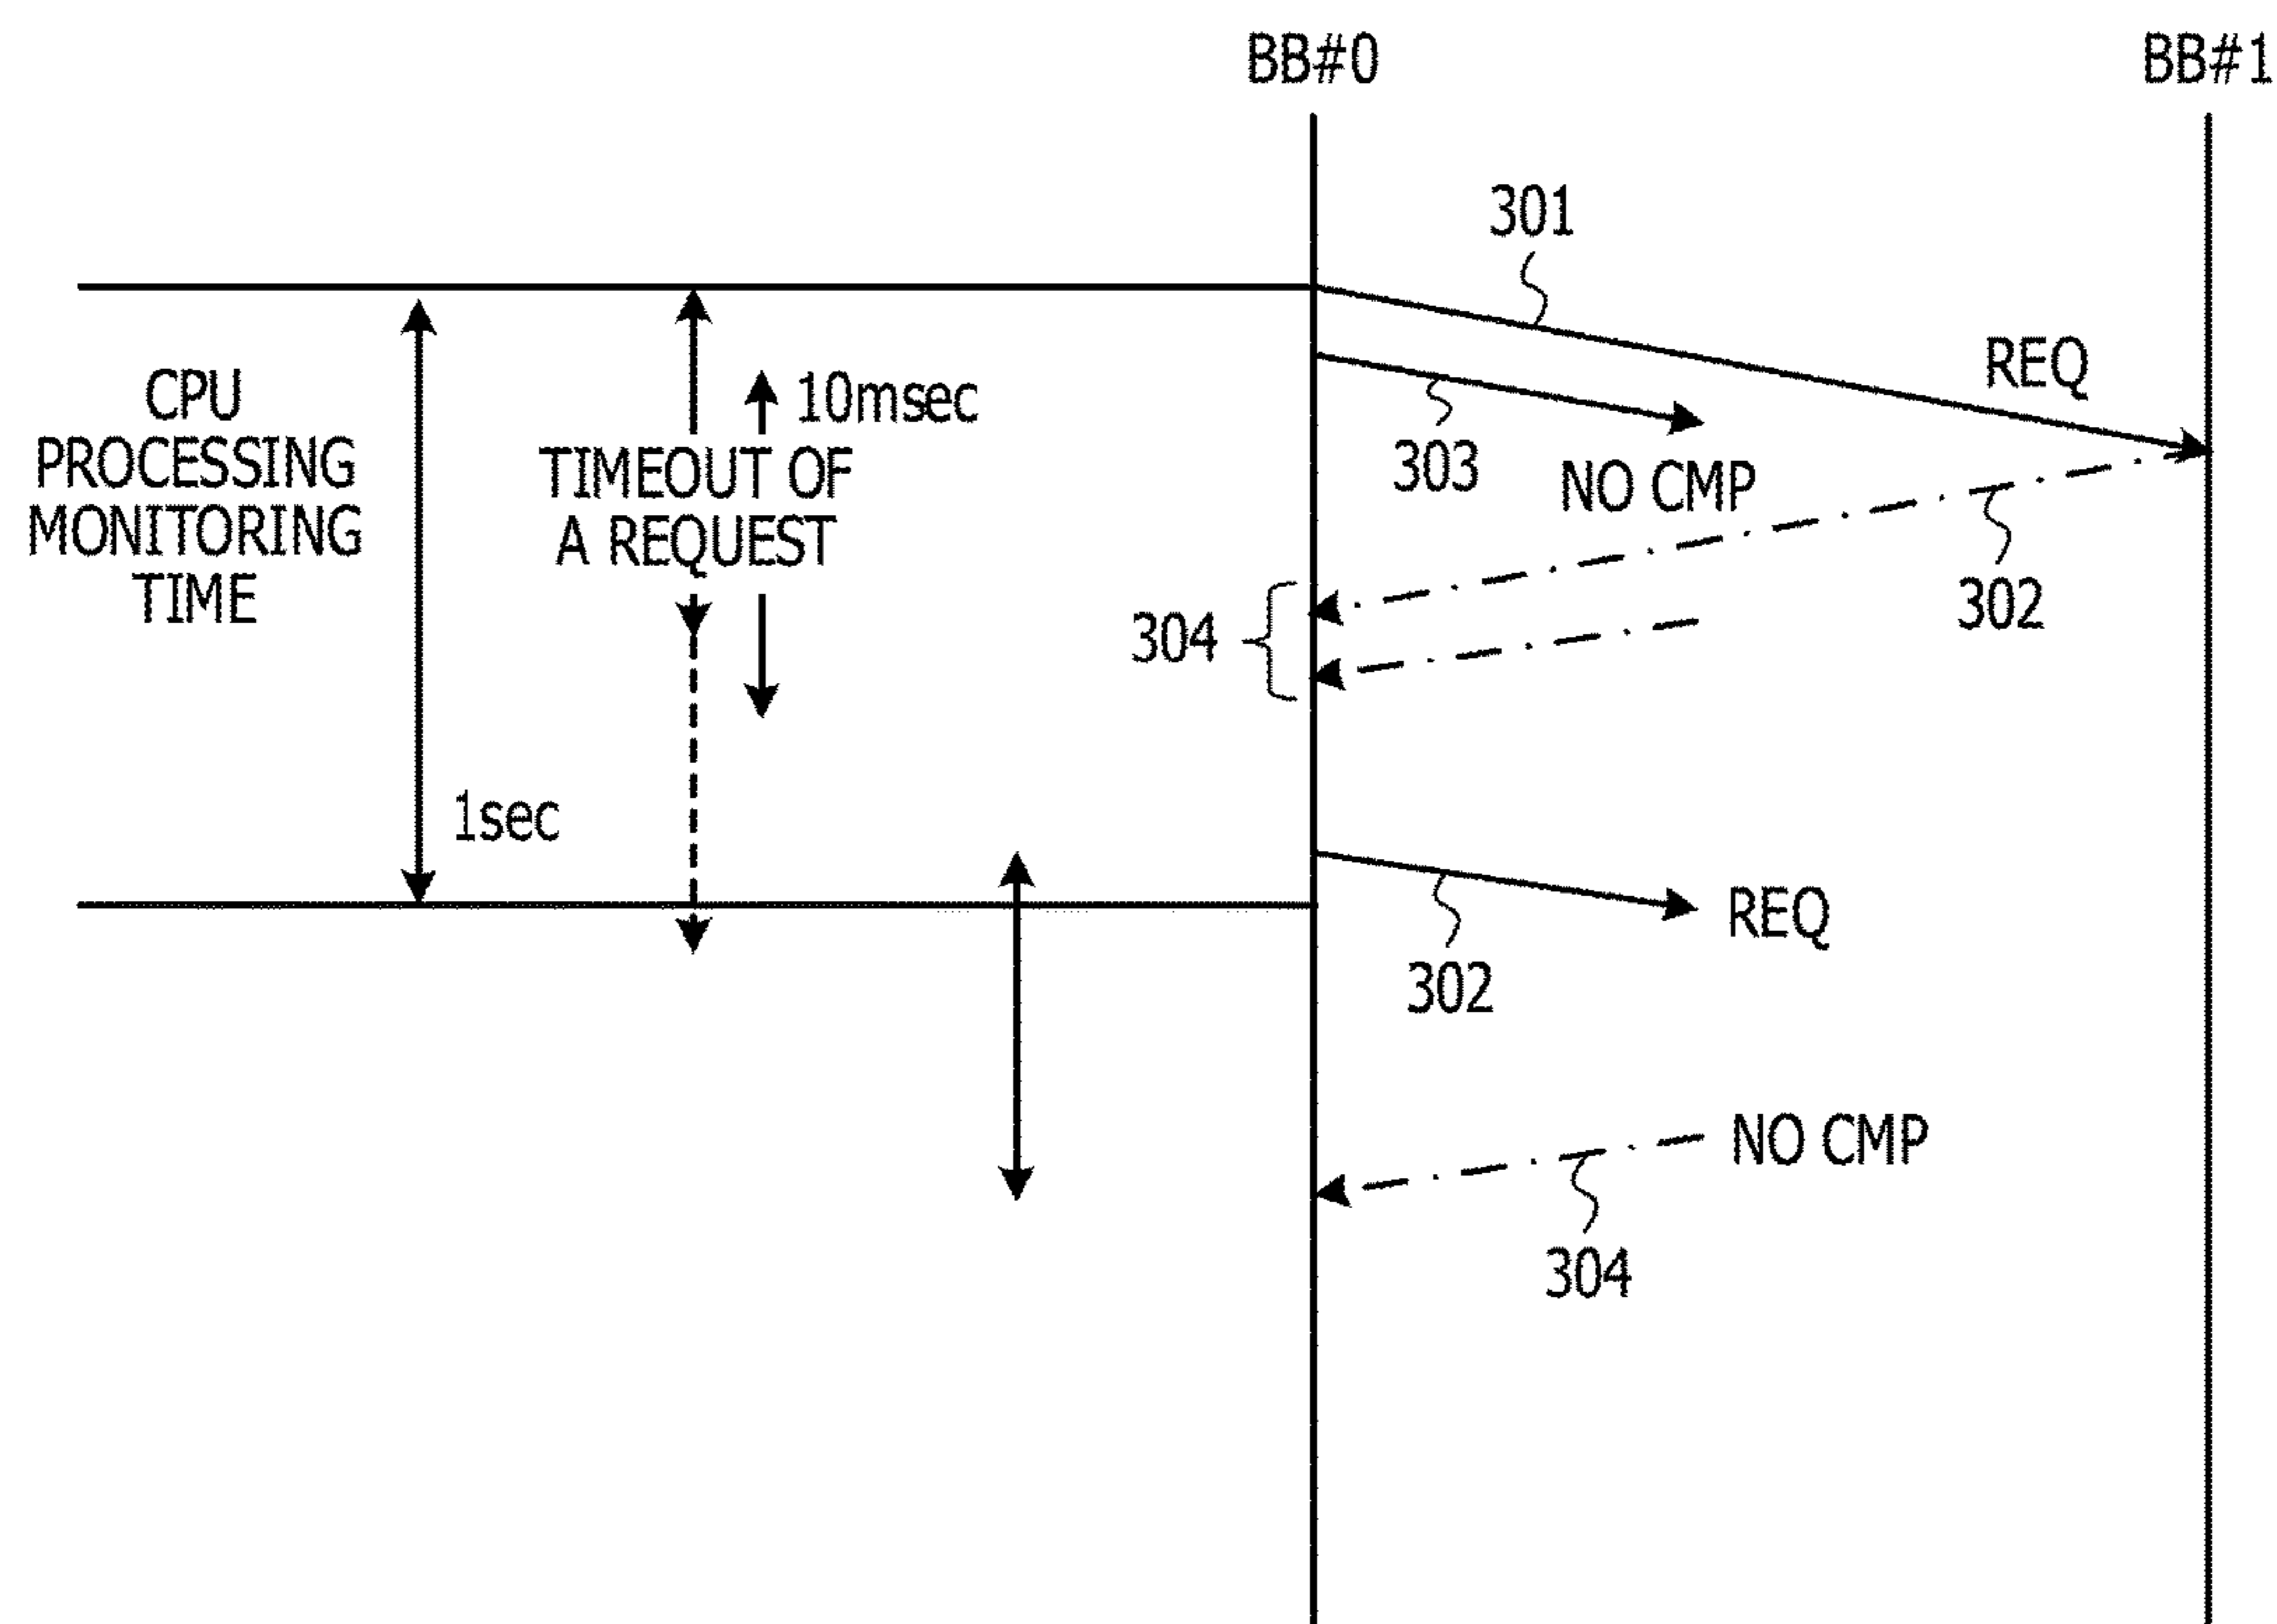 BB#0
BB#1
301
REQ
CPU
PROCESSING
MONITORING
TIME
10msec
TIMEOUT OF
A REQUEST
303
NO CMP
302
304
1sec
REQ
302
NO CMP
304